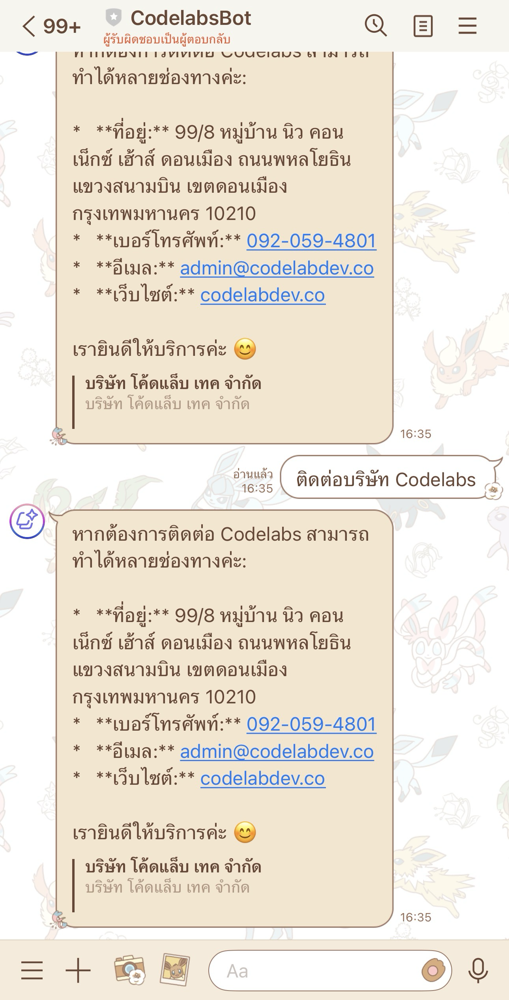 99+
CodelabsBot
ผู้รับผิดชอบเป็นผู้ตอบกลับ
หากต้องการติดต่อ Codelabs สามารถ
ทำได้หลายช่องทางค่ะ:
* **ที่อยู่:** 99/8 หมู่บ้าน นิว คอน
เน็กซ์ เฮ้าส์ ดอนเมือง ถนนพหลโยธิน
แขวงสนามบิน เขตดอนเมือง
กรุงเทพมหานคร 10210
* **เบอร์โทรศัพท์:** 092-059-4801
* **อีเมล:** admin@codelabdev.co
* **เว็บไซต์:** codelabdev.co
เรายินดีให้บริการค่ะ 😊
บริษัท โค้ดแล็บ เทค จำกัด
บริษัท โค้ดแล็บ เทค จำกัด
16:35
อ่านแล้ว
16:35
ติดต่อบริษัท Codelabs
หากต้องการติดต่อ Codelabs สามารถ
ทำได้หลายช่องทางค่ะ:
* **ที่อยู่:** 99/8 หมู่บ้าน นิว คอน
เน็กซ์ เฮ้าส์ ดอนเมือง ถนนพหลโยธิน
แขวงสนามบิน เขตดอนเมือง
กรุงเทพมหานคร 10210
* **เบอร์โทรศัพท์:** 092-059-4801
* **อีเมล:** admin@codelabdev.co
* **เว็บไซต์:** codelabdev.co
เรายินดีให้บริการค่ะ 😊
บริษัท โค้ดแล็บ เทค จำกัด
บริษัท โค้ดแล็บ เทค จำกัด
16:35
Aa